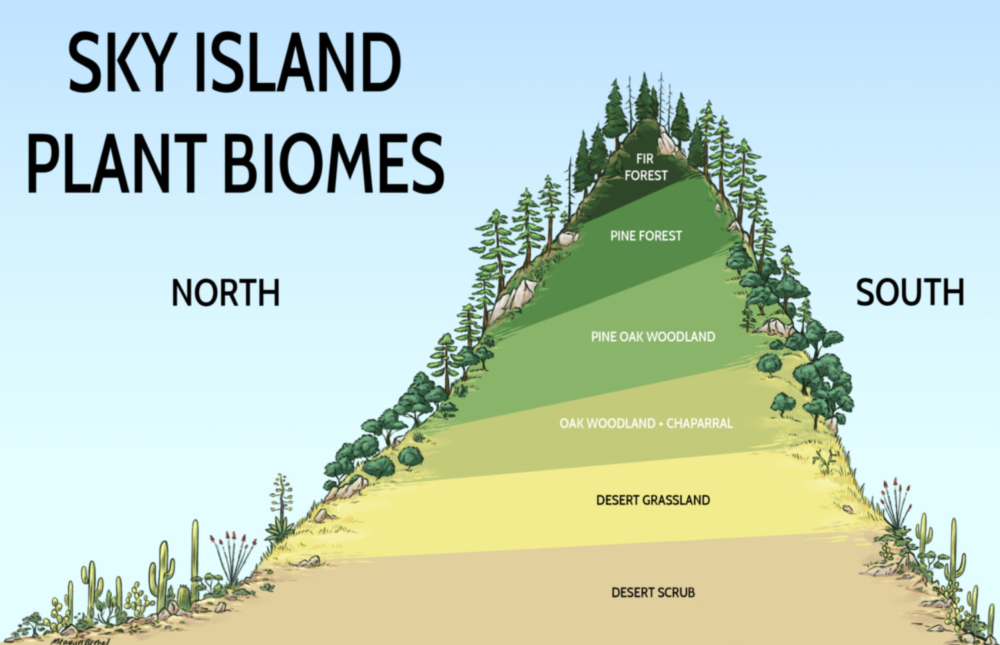 SKY ISLAND
PLANT BIOMES
NORTH
SOUTH
FIR
FOREST
PINE FOREST
PINE OAK WOODLAND
OAK WOODLAND + CHAPARRAL
DESERT GRASSLAND
DESERT SCRUB